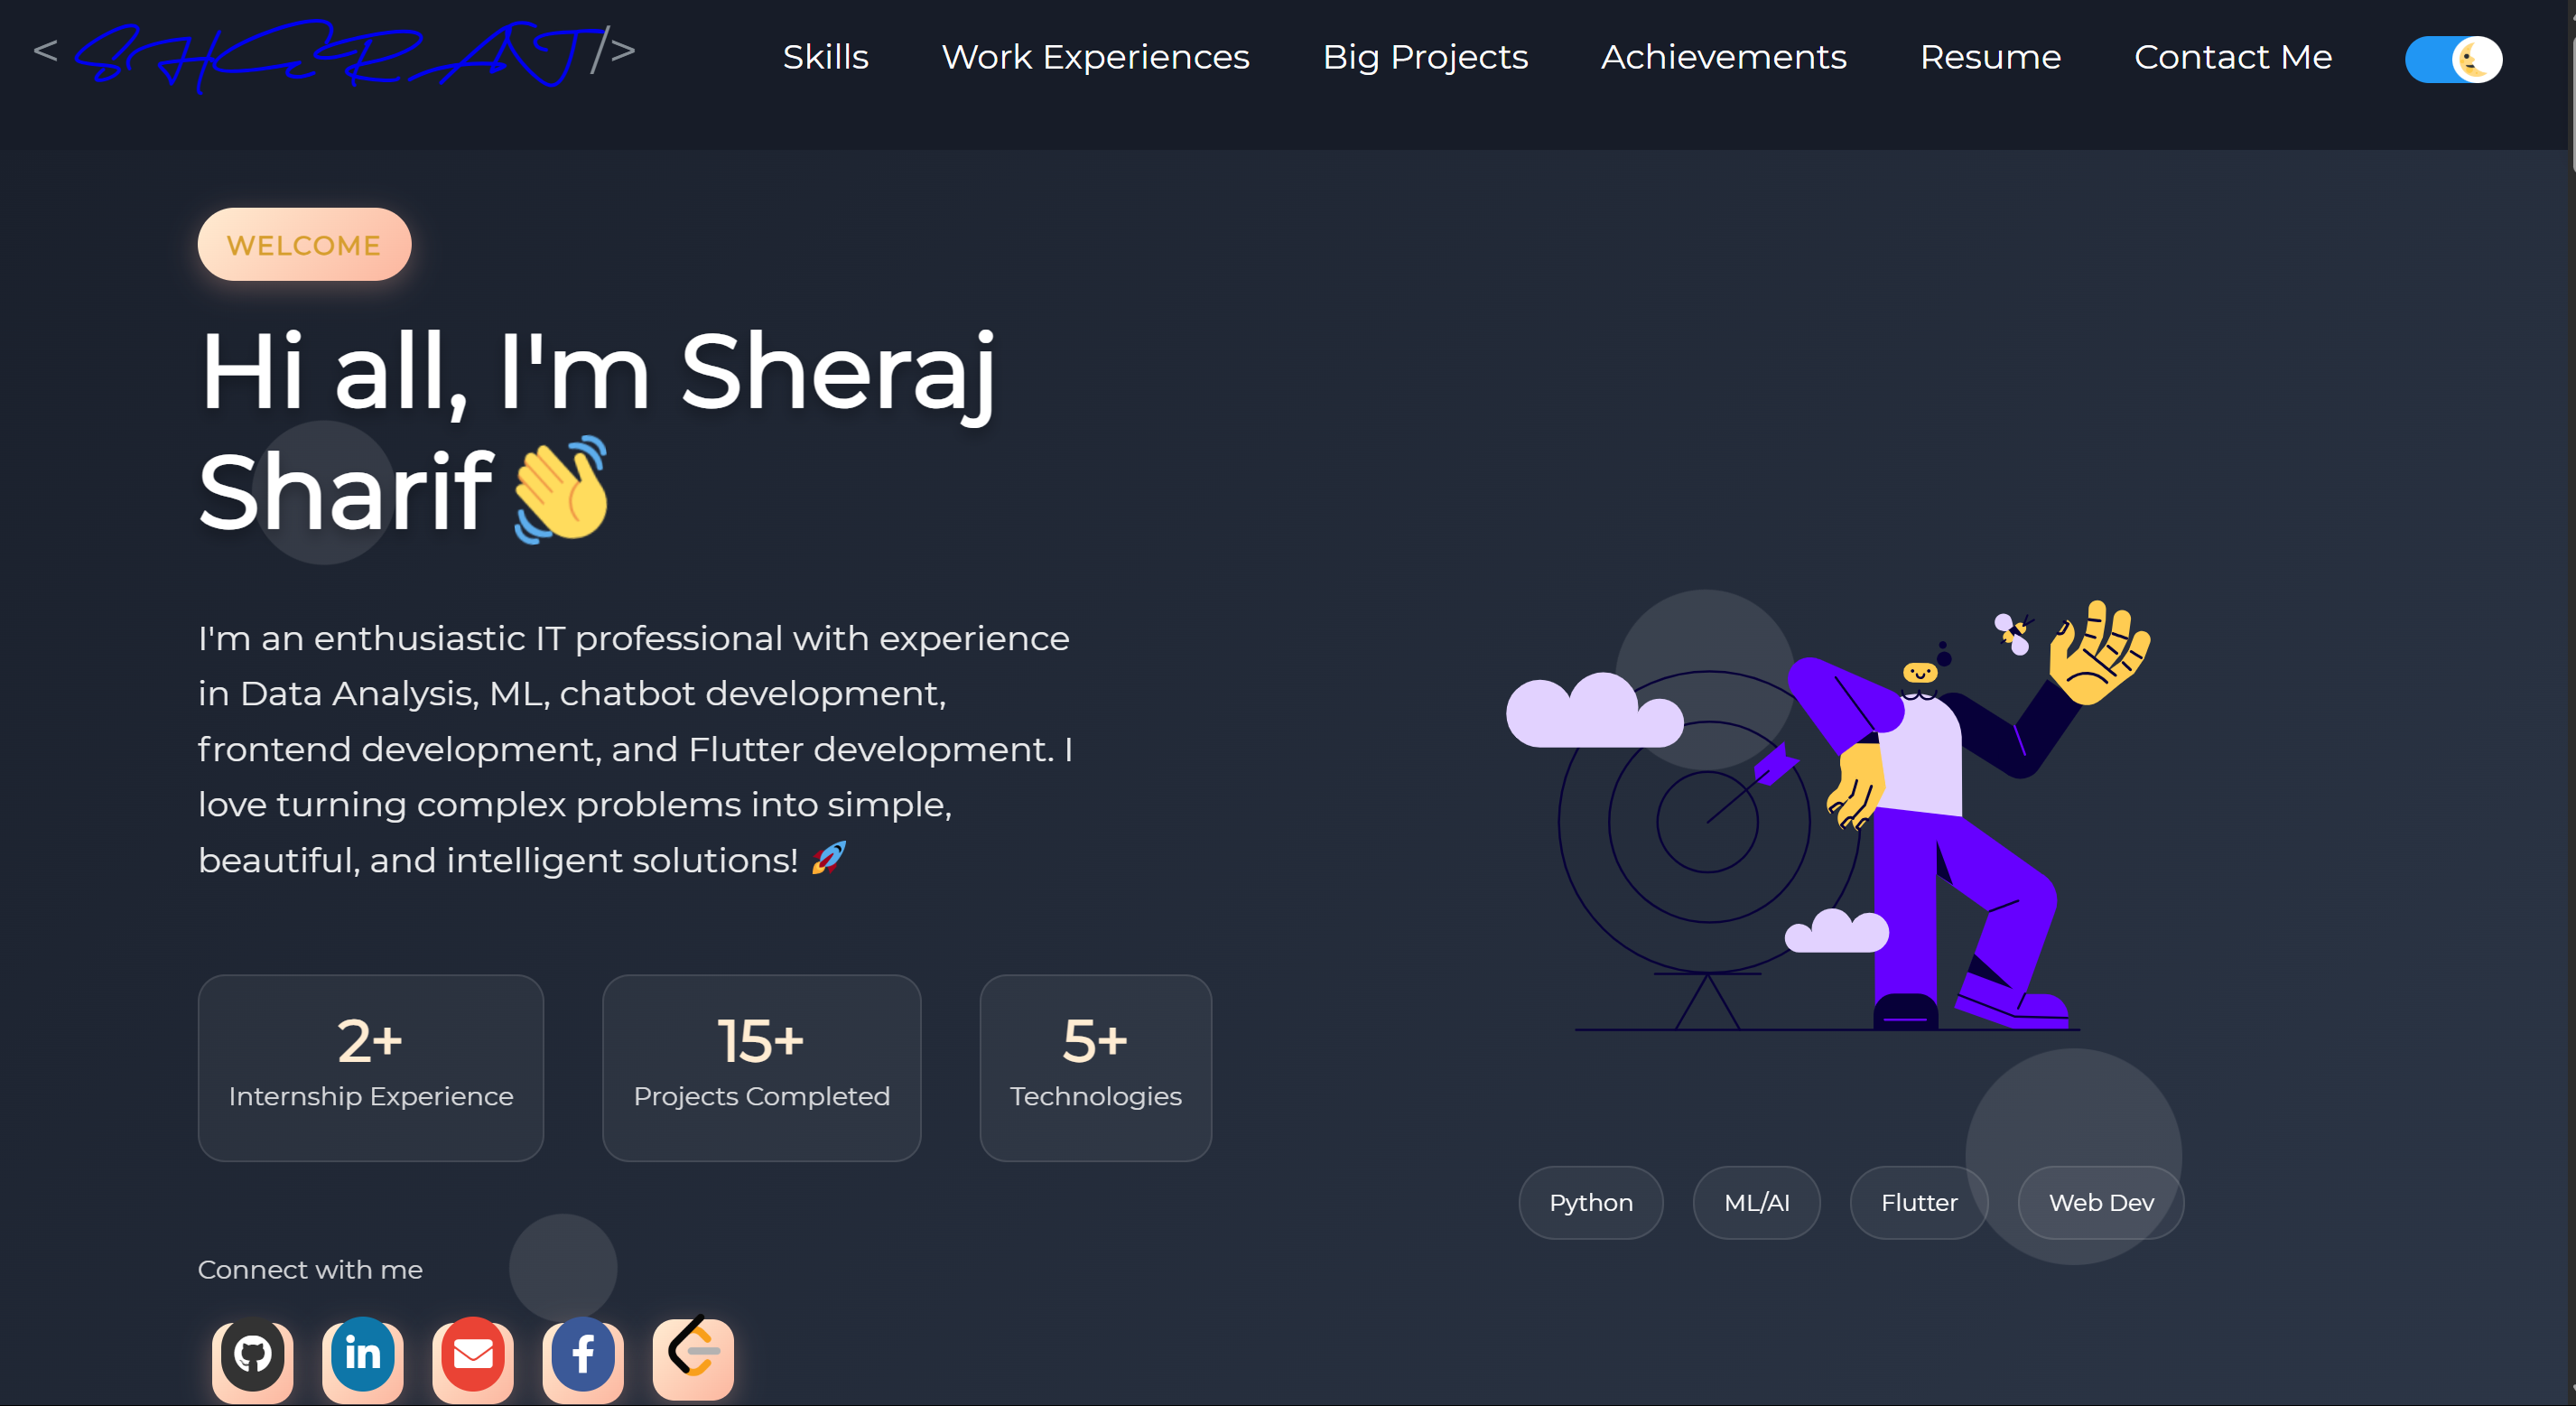 < SHERAJ/>
Skills Work Experiences Big Projects Achievements Resume Contact Me
WELCOME
Hi all, I'm Sheraj
Sharif 👋
I'm an enthusiastic IT professional with experience
in Data Analysis, ML, chatbot development,
frontend development, and Flutter development. I
love turning complex problems into simple,
beautiful, and intelligent solutions! 🚀
2+
Internship Experience
15+
Projects Completed
5+
Technologies
Python ML/AI Flutter Web Dev
Connect with me
in
f